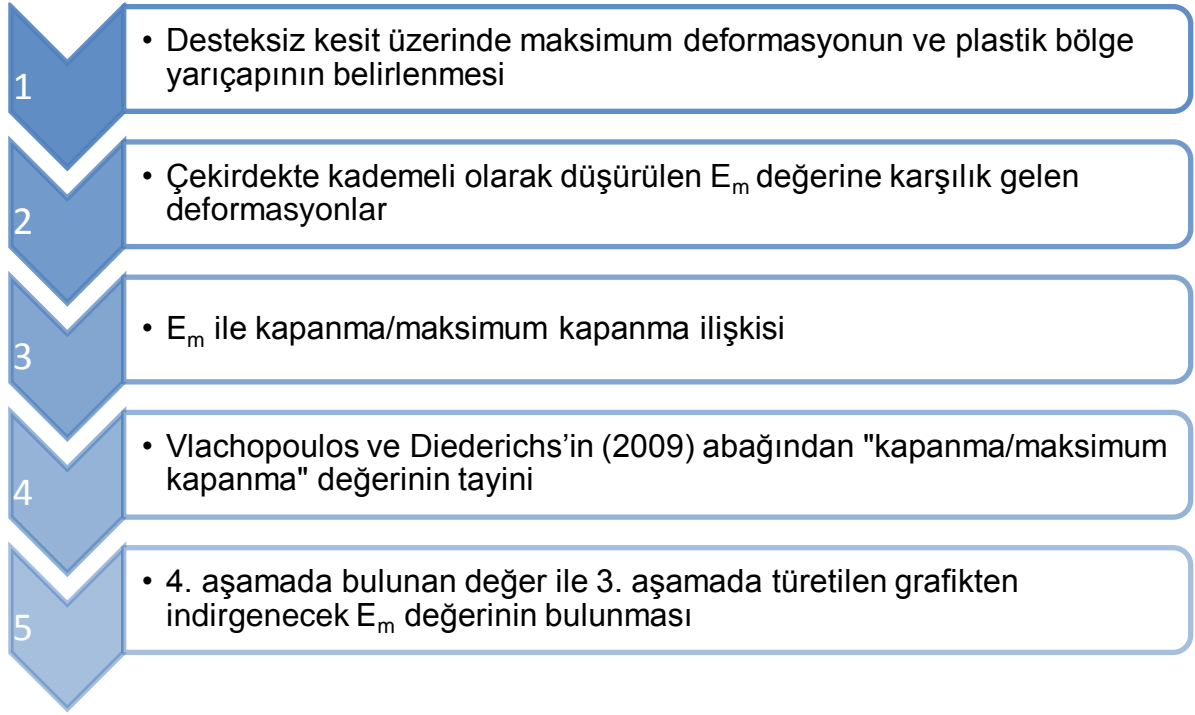 1
• Desteksiz kesit üzerinde maksimum deformasyonun ve plastik bölge
yarıçapının belirlenmesi
2
• Çekirdekte kademeli olarak düşürülen Em değerine karşılık gelen
deformasyonlar
3
• Em ile kapanma/maksimum kapanma ilişkisi
4
• Vlachopoulos ve Diederichs’in (2009) abağından "kapanma/maksimum
kapanma" değerinin tayini
5
• 4. aşamada bulunan değer ile 3. aşamada türetilen grafikten
indirgenecek Em değerinin bulunması